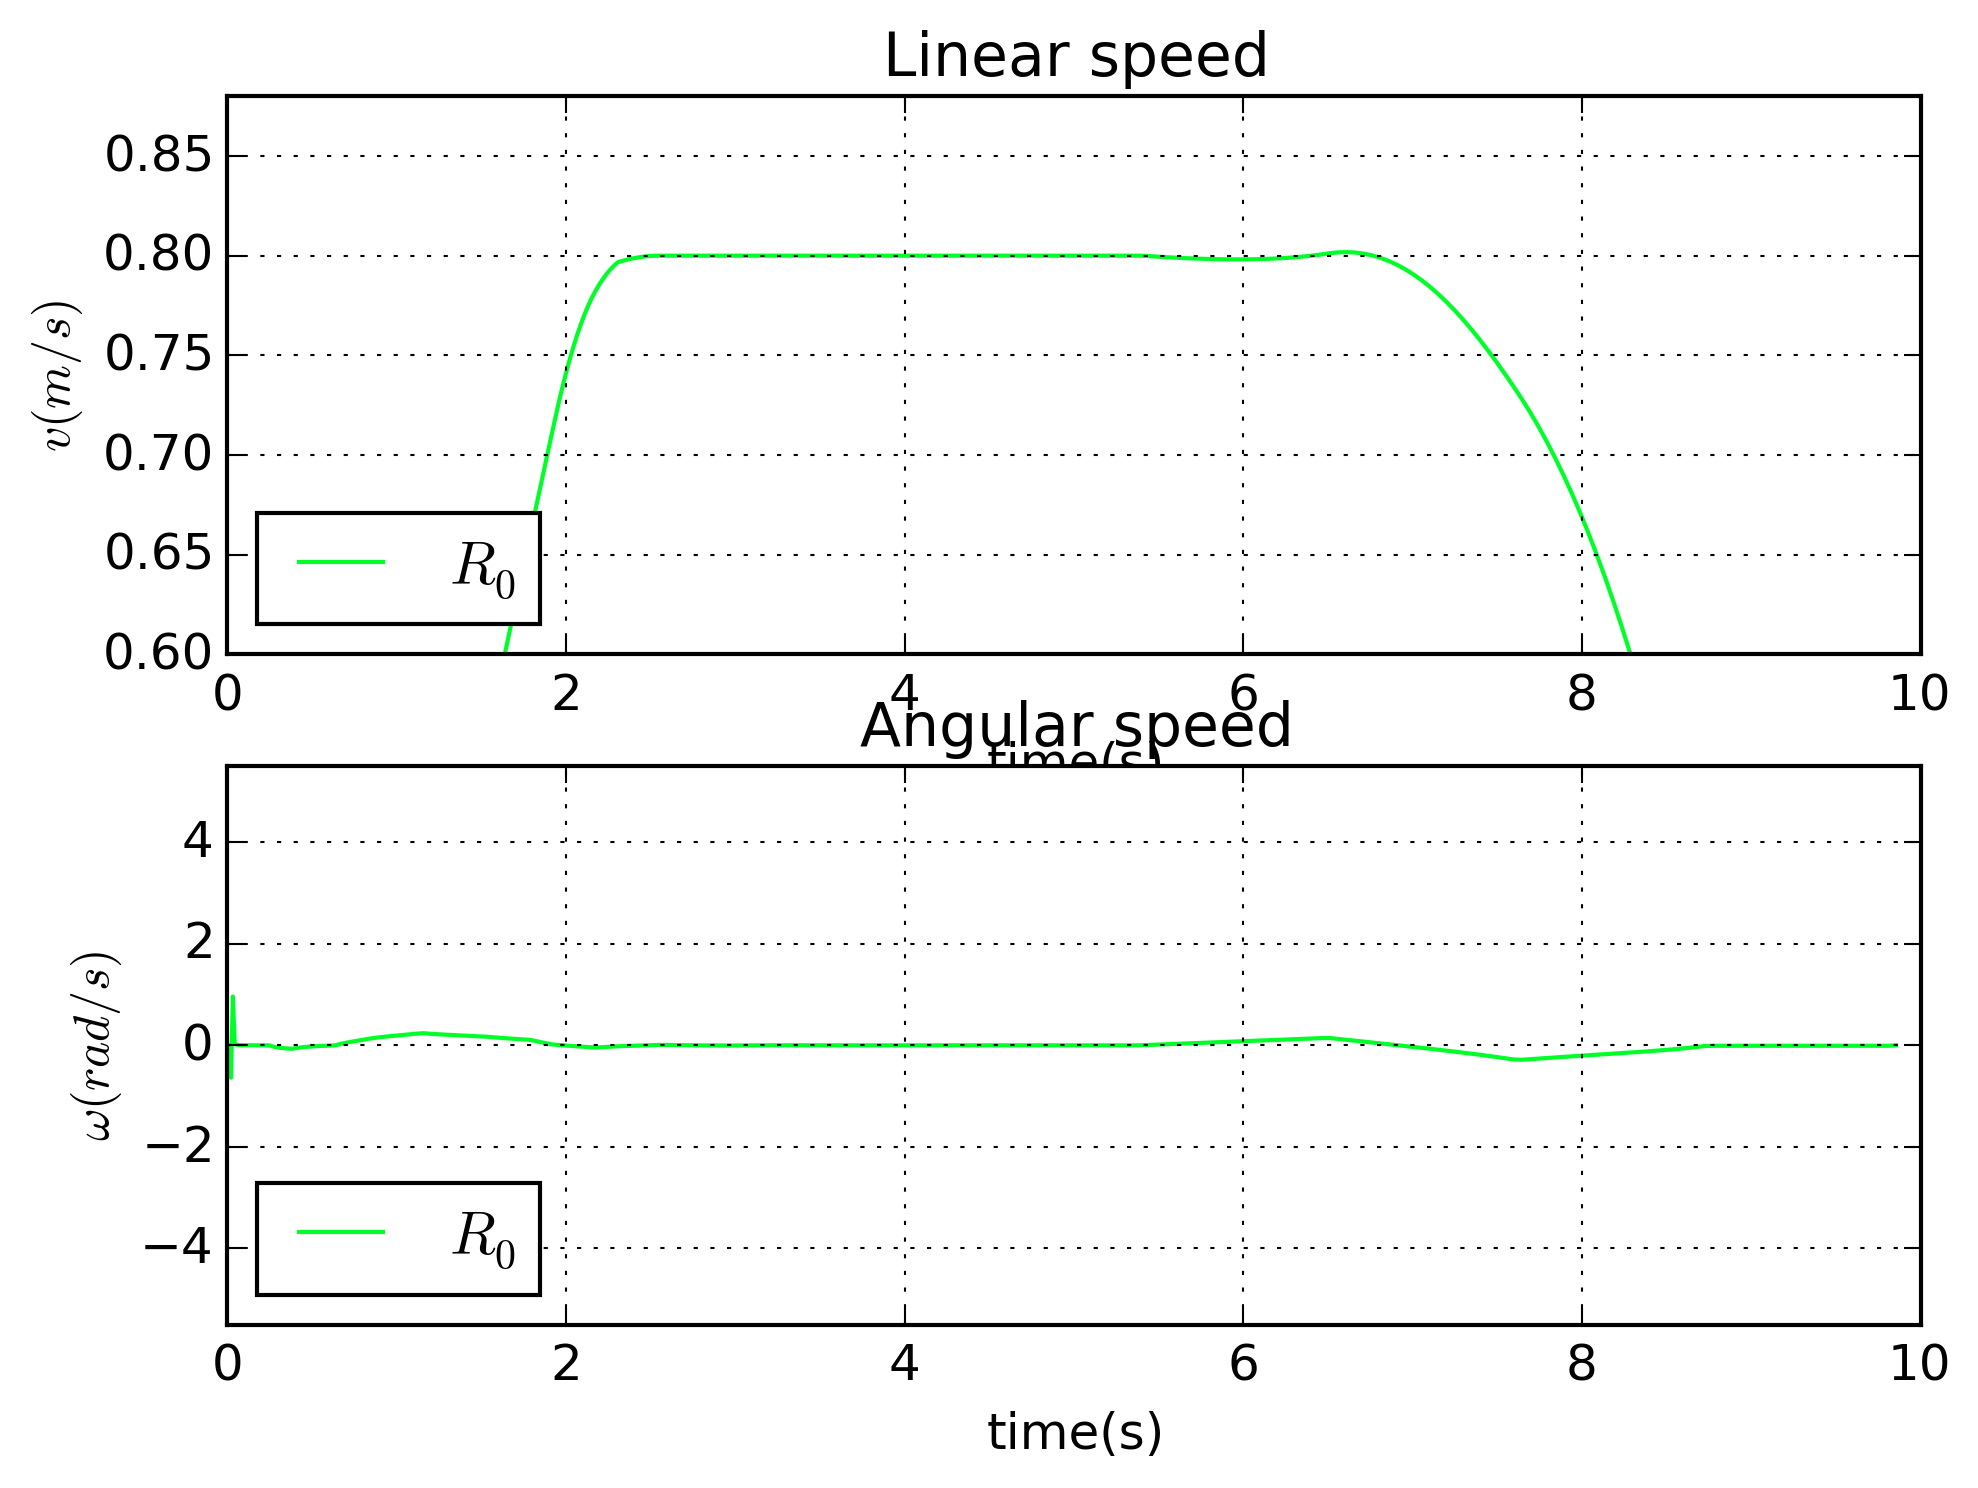 Linear speed
0.85
0.80
0.75
0.70
0.65
0.60
v(m/s)
R₀
0 2 4 6 8 10
time(s)
Angular speed
4
2
0
−2
−4
ω(rad/s)
R₀
0 2 4 6 8 10
time(s)